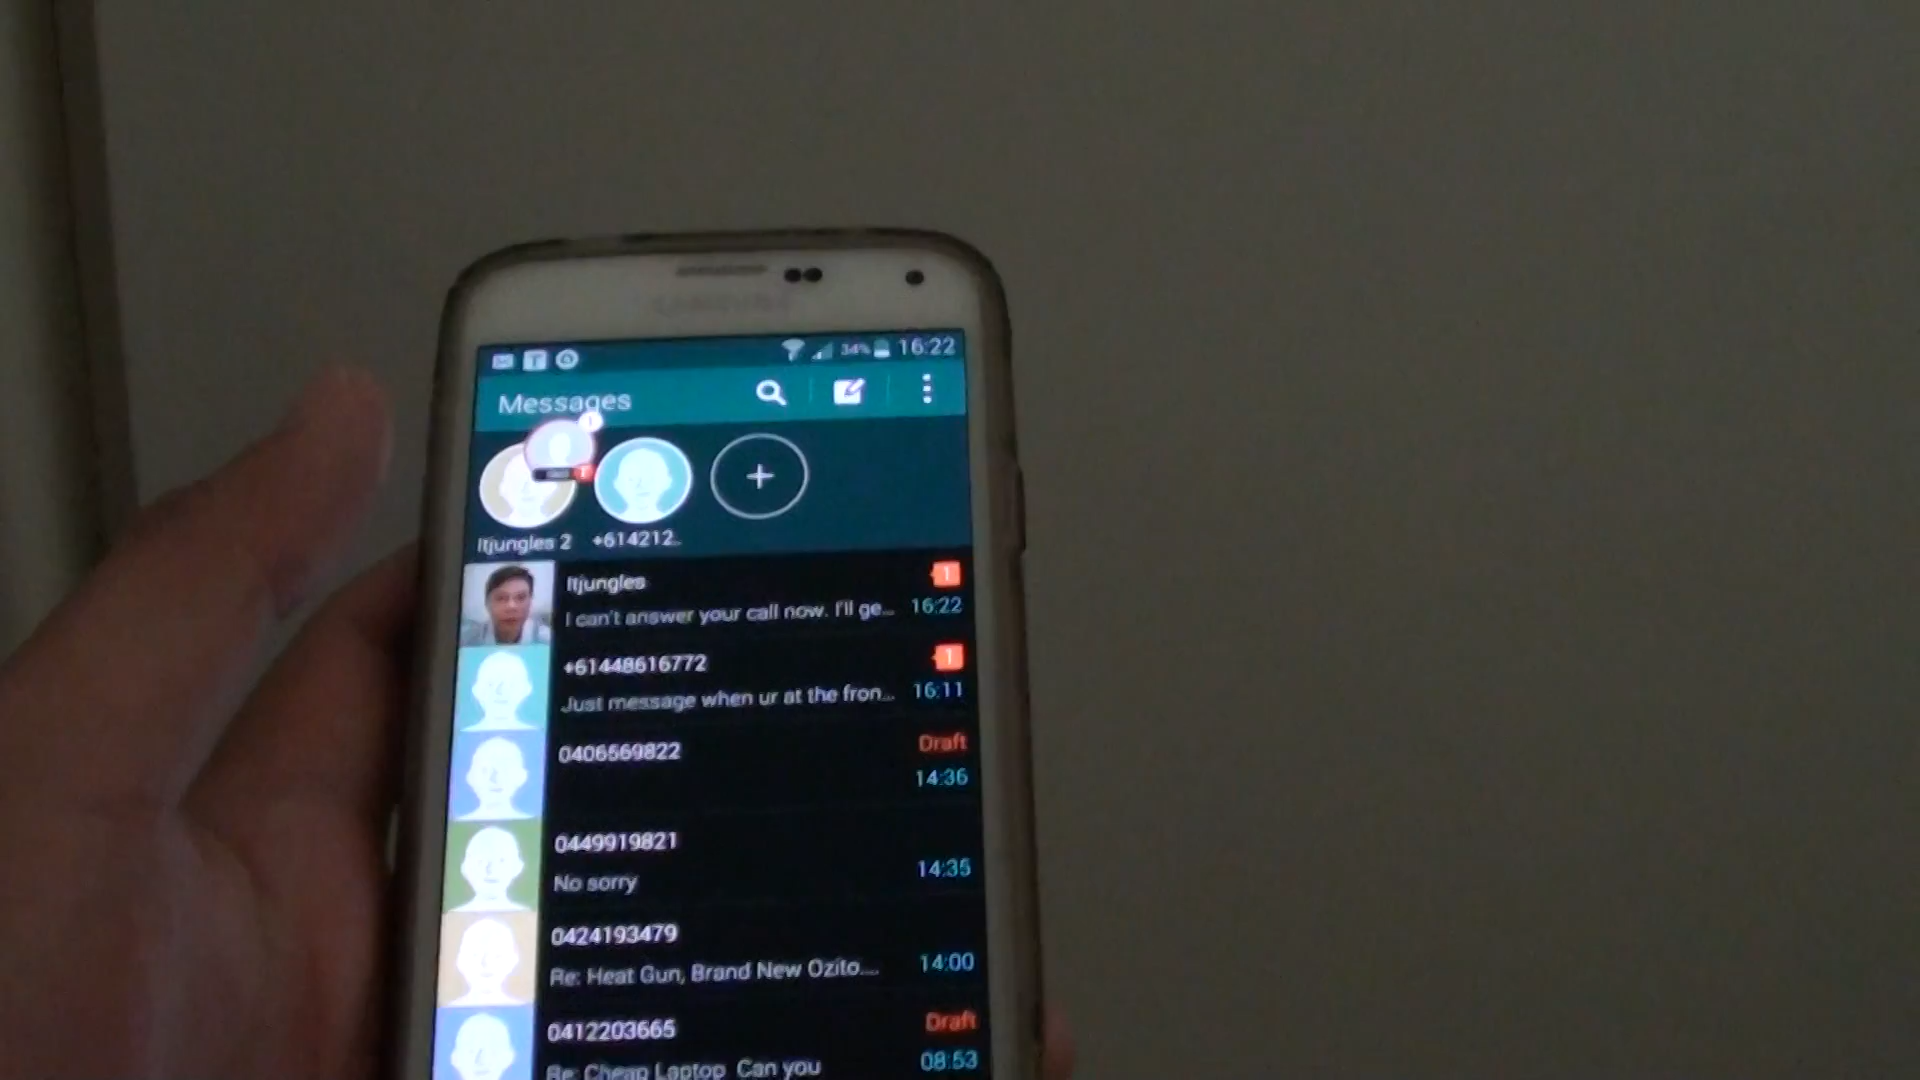 SAMSUNG
34% 16:22
Messages
1
Itjungles 2 +614212..
Itjungles 1
I can't answer your call now. I'll ge... 16:22
+61448616772 1
Just message when ur at the fron... 16:11
0406569822 Draft
14:36
0449919821
No sorry 14:35
0424193479
Re: Heat Gun, Brand New Ozito.... 14:00
0412203665 Draft
Re: Cheap Laptop Can you 08:53